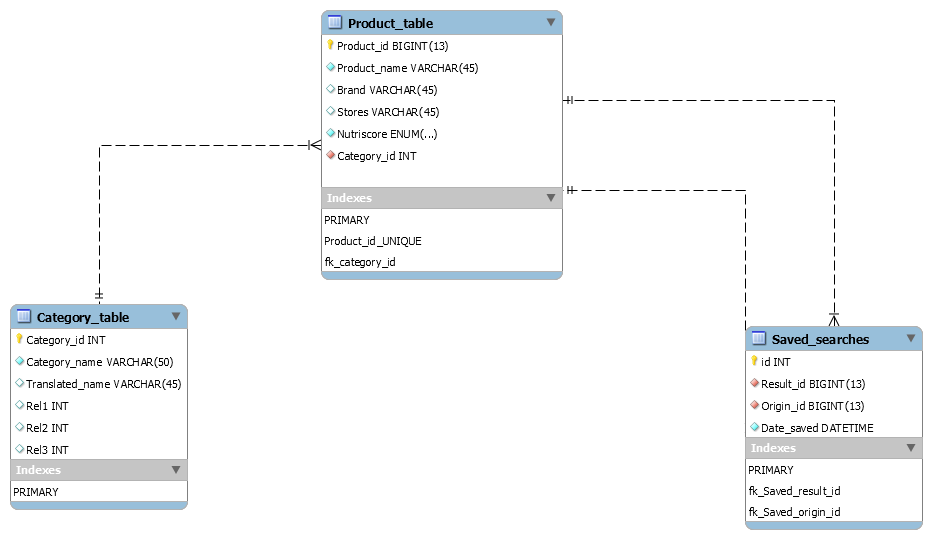 Product_table
Product_id BIGINT(13)
Product_name VARCHAR(45)
Brand VARCHAR(45)
Stores VARCHAR(45)
Nutriscore ENUM(...)
Category_id INT
Indexes
PRIMARY
Product_id_UNIQUE
fk_category_id
Category_table
Category_id INT
Category_name VARCHAR(50)
Translated_name VARCHAR(45)
Rel1 INT
Rel2 INT
Rel3 INT
Indexes
PRIMARY
Saved_searches
id INT
Result_id BIGINT(13)
Origin_id BIGINT(13)
Date_saved DATETIME
Indexes
PRIMARY
fk_Saved_result_id
fk_Saved_origin_id